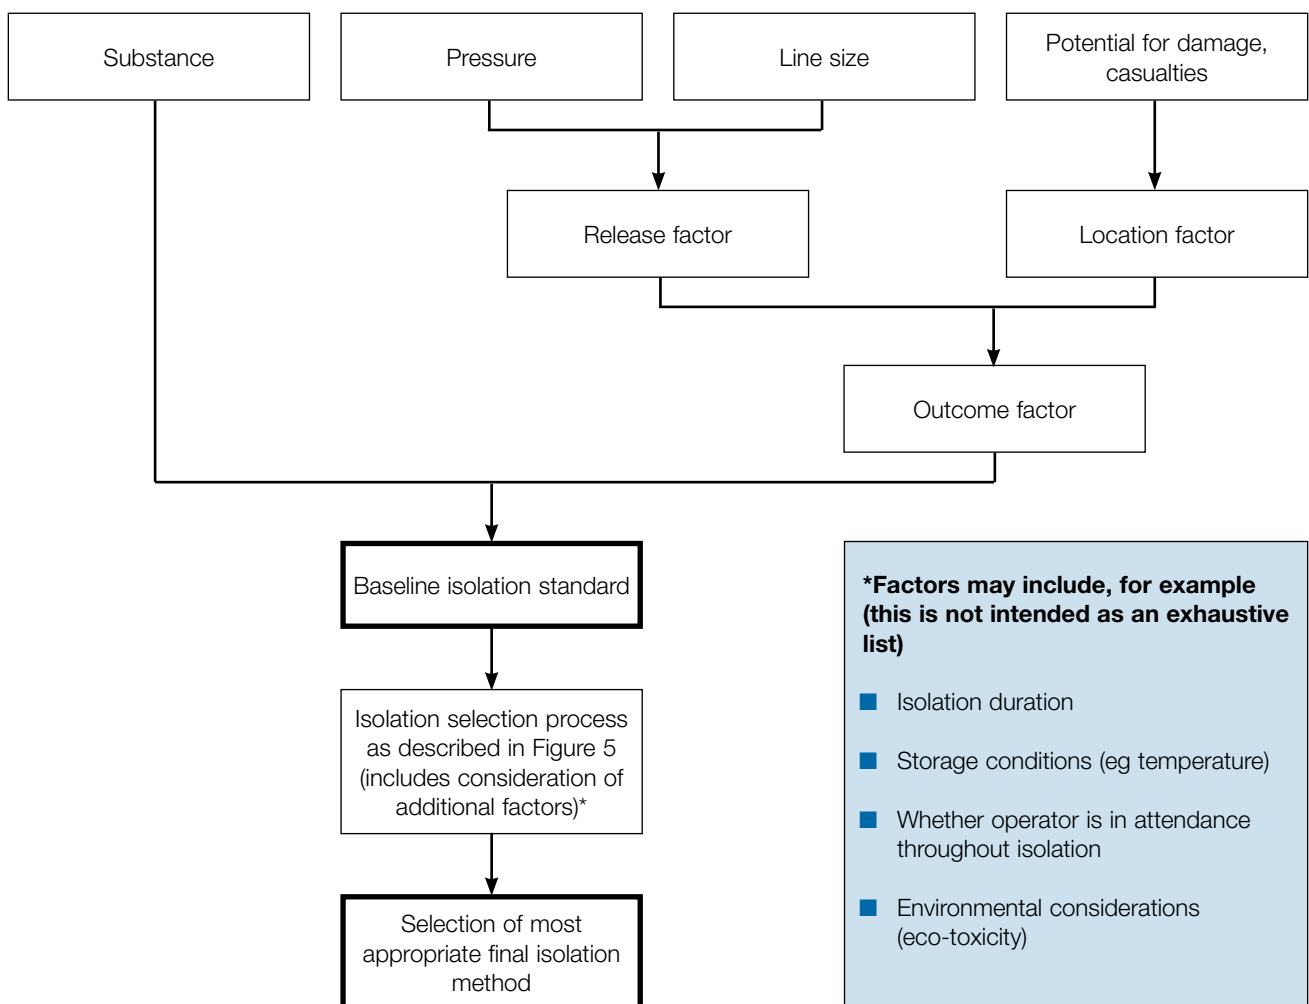 Substance
Pressure
Line size
Potential for damage,
casualties
Release factor
Location factor
Outcome factor
Baseline isolation standard
Isolation selection process
as described in Figure 5
(includes consideration of
additional factors)*
Selection of most
appropriate final isolation
method
*Factors may include, for example
(this is not intended as an exhaustive
list)
■ Isolation duration
■ Storage conditions (eg temperature)
■ Whether operator is in attendance
throughout isolation
■ Environmental considerations
(eco-toxicity)